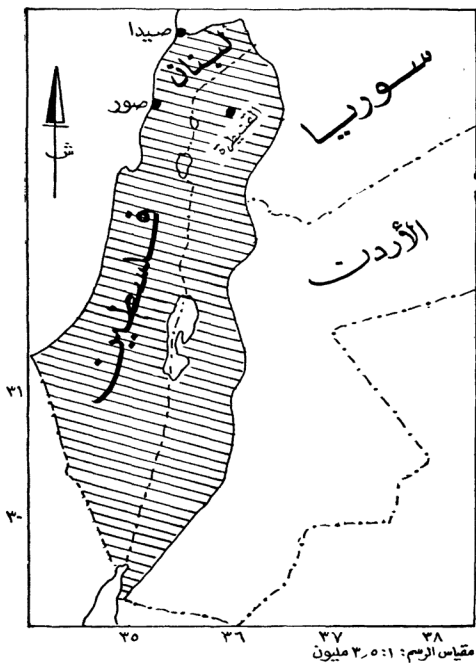 صيدا
لبنان
سوريا
صور
القنيطرة
ش
فلسطين
الأردن
٣١
٣٠
٣٥ ٣٦ ٣٧ ٣٨
مقياس الرسم: ١:٣,٥ مليون